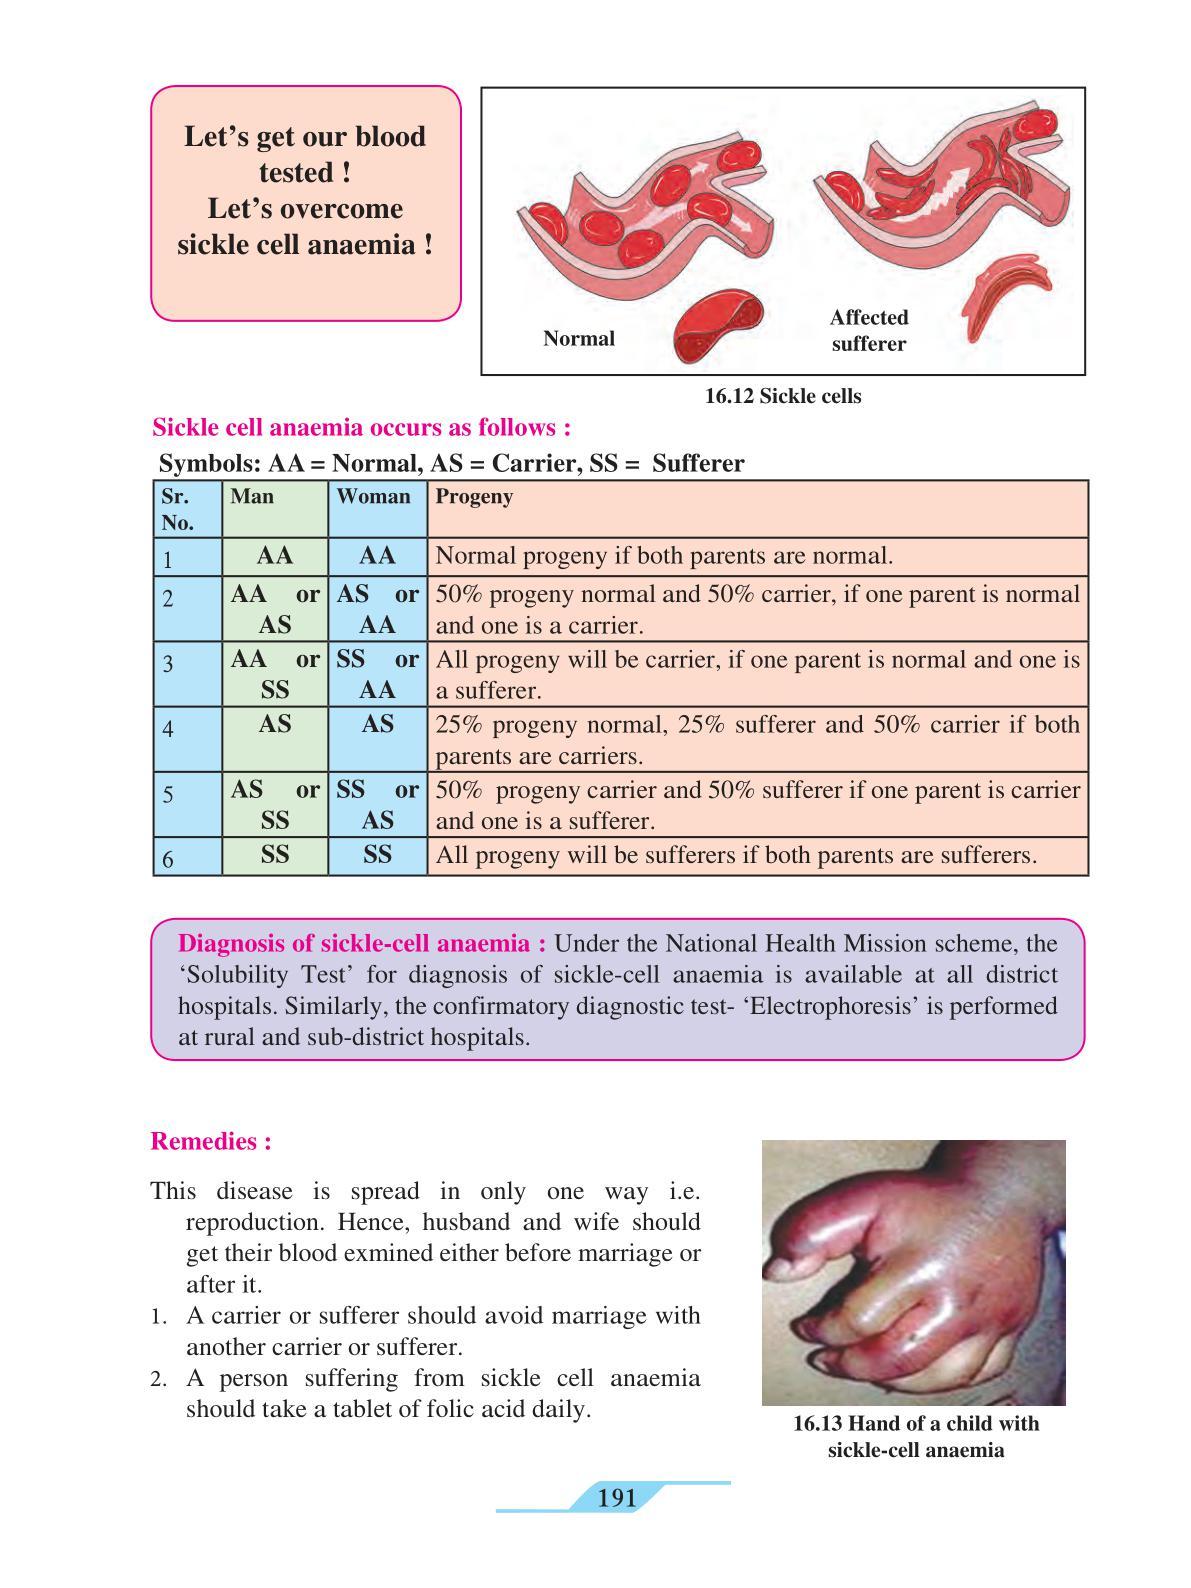 Let’s get our blood
tested !
Let’s overcome
sickle cell anaemia !
Normal
Affected
sufferer
16.12 Sickle cells
Sickle cell anaemia occurs as follows :
Symbols: AA = Normal, AS = Carrier, SS = Sufferer
Sr. Man Woman Progeny
No.
1 AA AA Normal progeny if both parents are normal.
2 AA or AS or 50% progeny normal and 50% carrier, if one parent is normal
AS AA and one is a carrier.
3 AA or SS or All progeny will be carrier, if one parent is normal and one is
SS AA a sufferer.
4 AS AS 25% progeny normal, 25% sufferer and 50% carrier if both
parents are carriers.
5 AS or SS or 50% progeny carrier and 50% sufferer if one parent is carrier
SS AS and one is a sufferer.
6 SS SS All progeny will be sufferers if both parents are sufferers.
Diagnosis of sickle-cell anaemia : Under the National Health Mission scheme, the
‘Solubility Test’ for diagnosis of sickle-cell anaemia is available at all district
hospitals. Similarly, the confirmatory diagnostic test- ‘Electrophoresis’ is performed
at rural and sub-district hospitals.
Remedies :
This disease is spread in only one way i.e.
reproduction. Hence, husband and wife should
get their blood exmined either before marriage or
after it.
1. A carrier or sufferer should avoid marriage with
another carrier or sufferer.
2. A person suffering from sickle cell anaemia
should take a tablet of folic acid daily.
16.13 Hand of a child with
sickle-cell anaemia
191